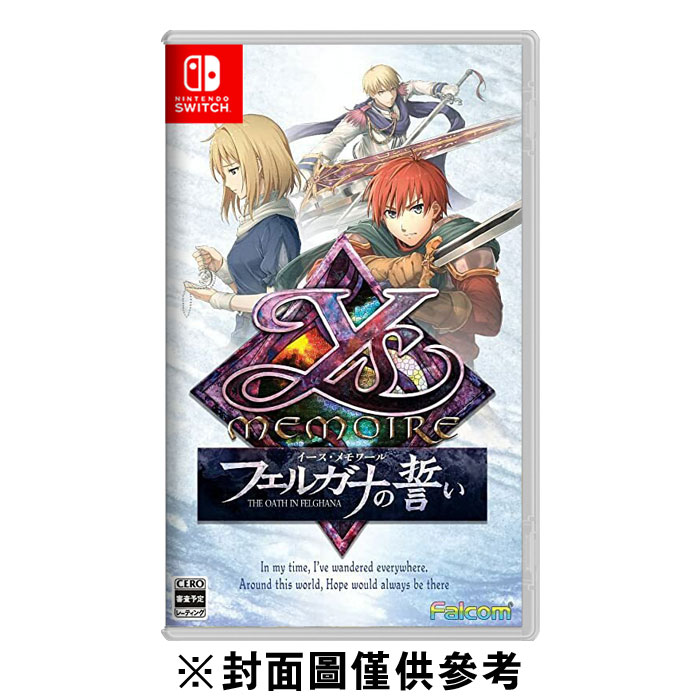 NINTENDO
SWITCH
Ys
MEMOIRE
イース・メモワール
フェルガナの誓い
THE OATH IN FELGHANA
In my time, I've wandered everywhere.
Around this world, Hope would always be there
CERO
審査予定
レーティング
Falcom
※封面圖僅供參考